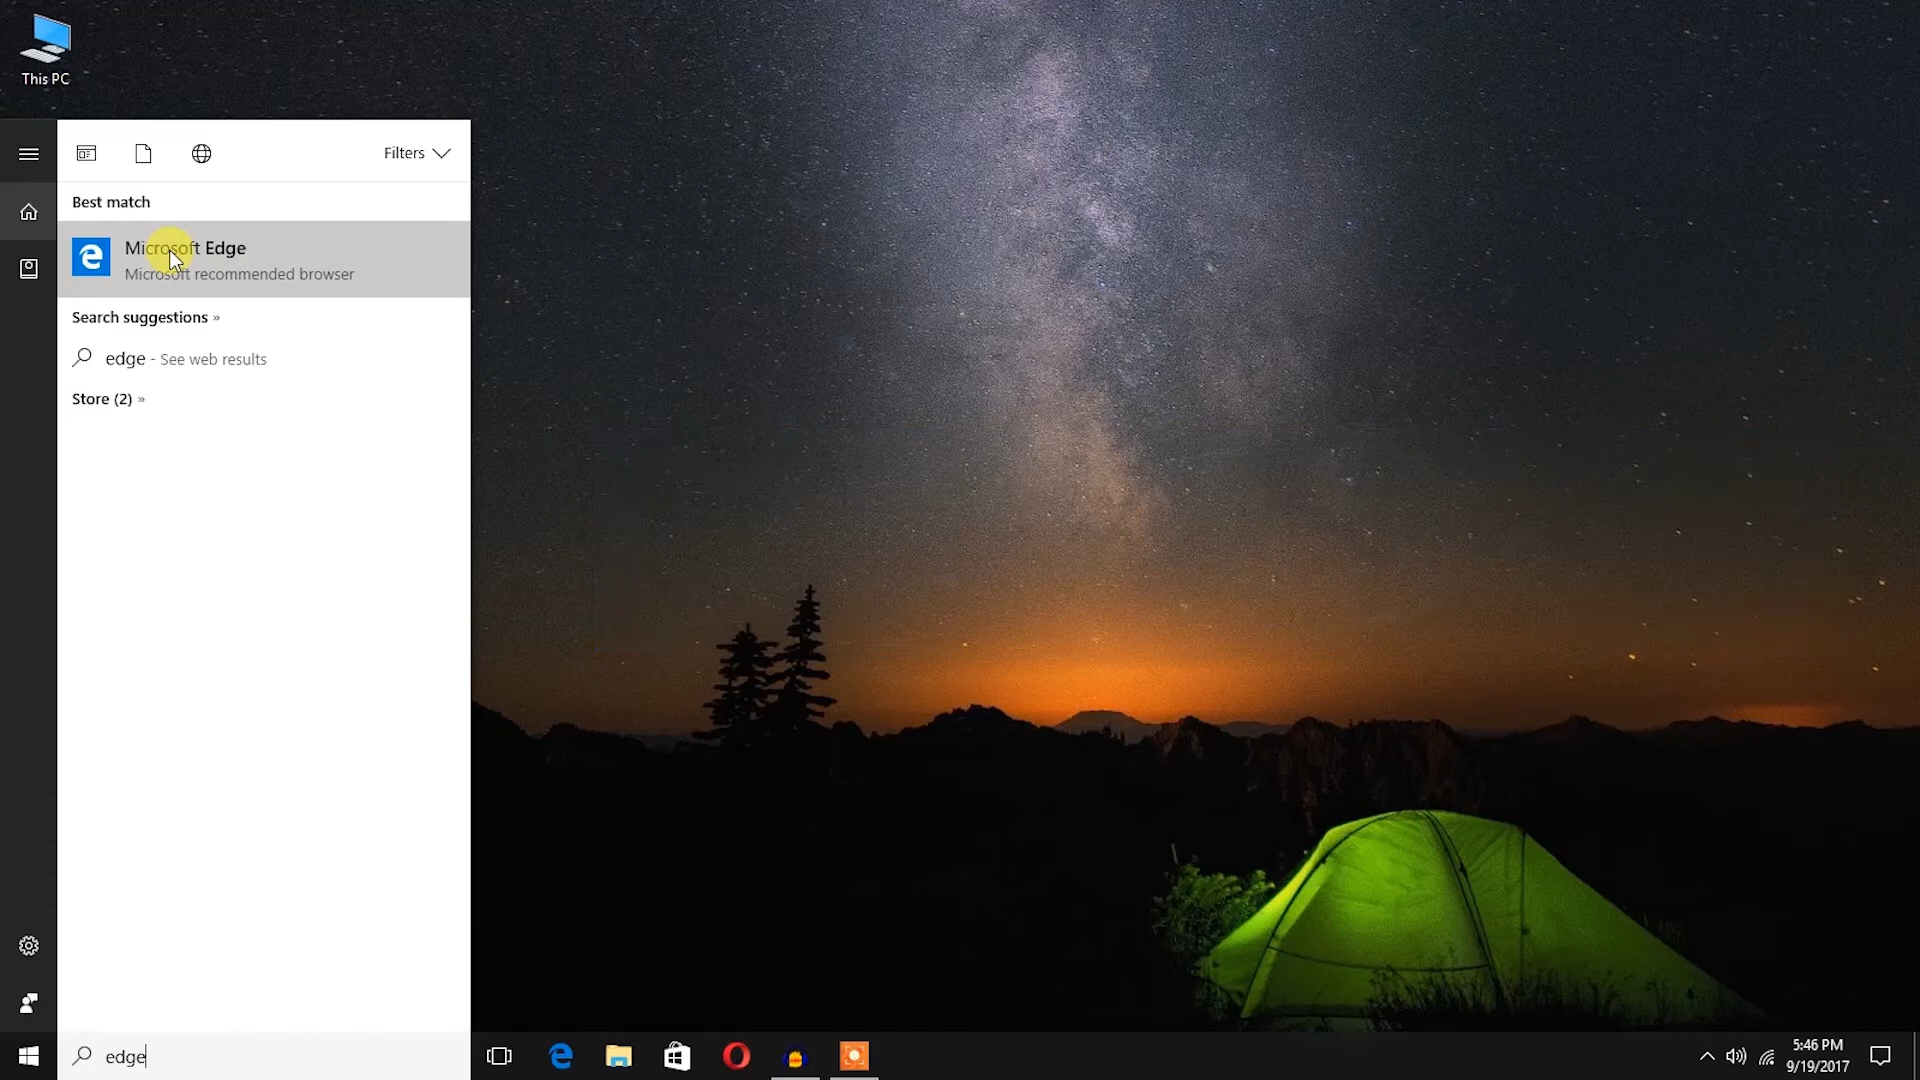 This PC
Filters
Best match
Microsoft Edge
Microsoft recommended browser
Search suggestions »
edge - See web results
Store (2) »
edge
5:46 PM
9/19/2017